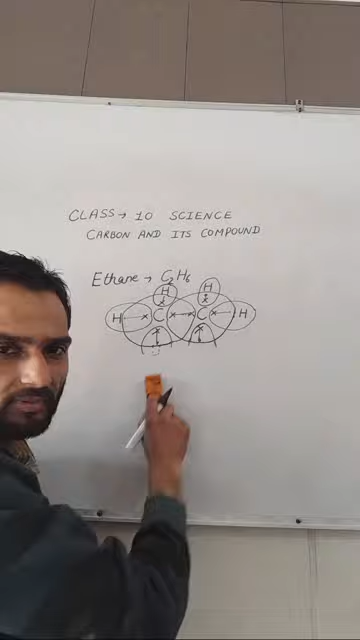 CLASS → 10 SCIENCE
CARBON AND ITS COMPOUND
Ethane → C₂H₆
H H
H C C H